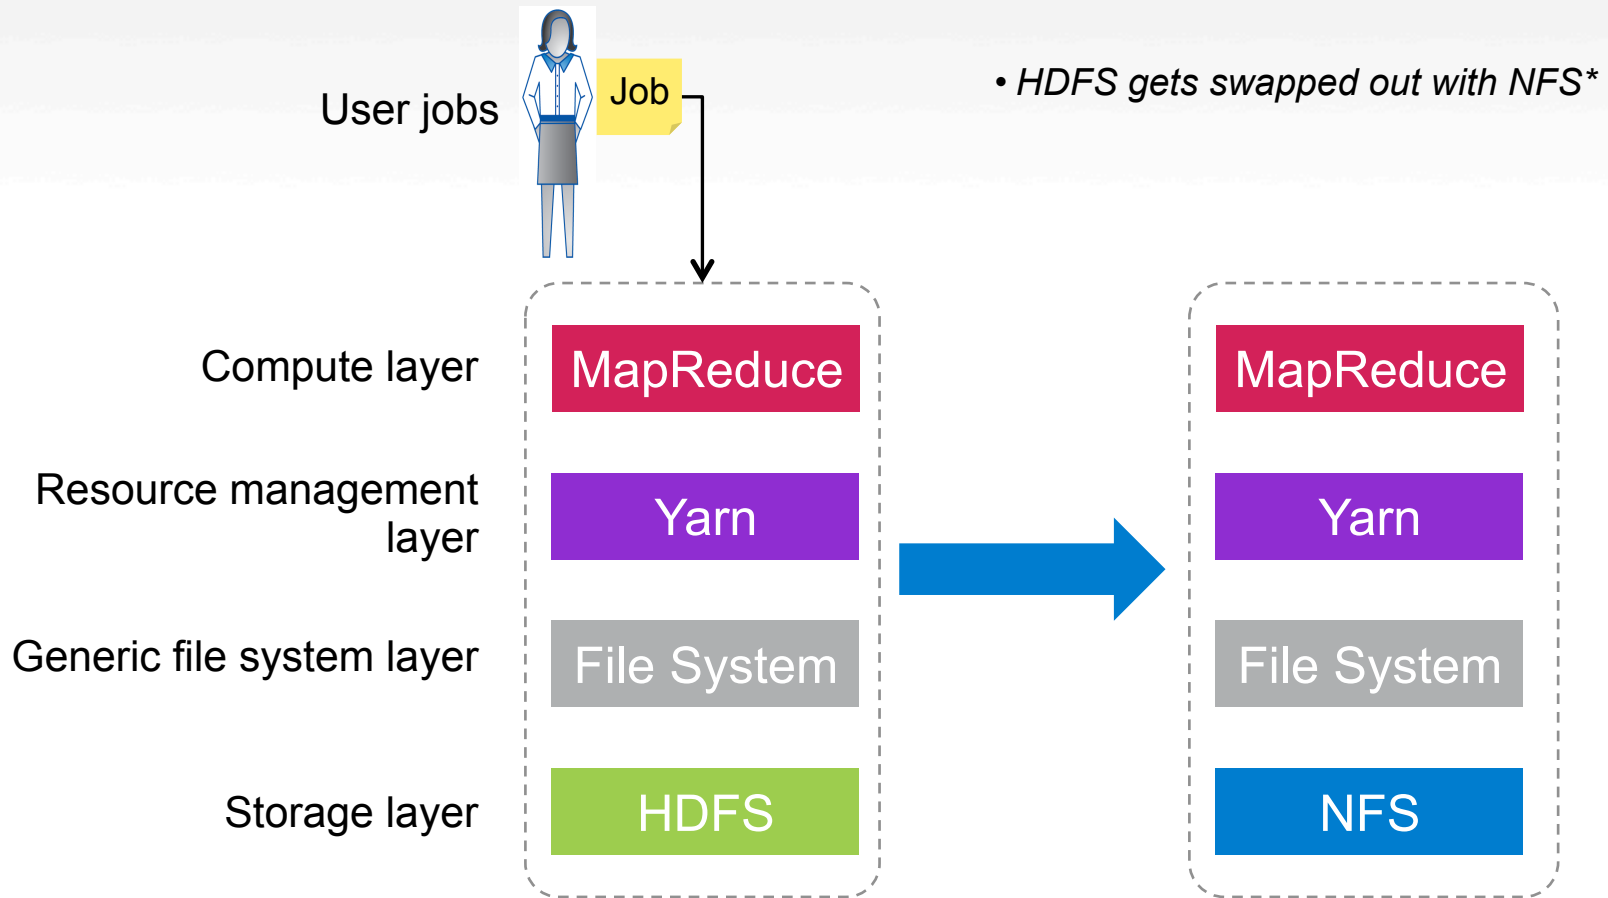 User jobs
Job
• HDFS gets swapped out with NFS*
Compute layer
MapReduce
MapReduce
Resource management
layer
Yarn
Yarn
Generic file system layer
File System
File System
Storage layer
HDFS
NFS